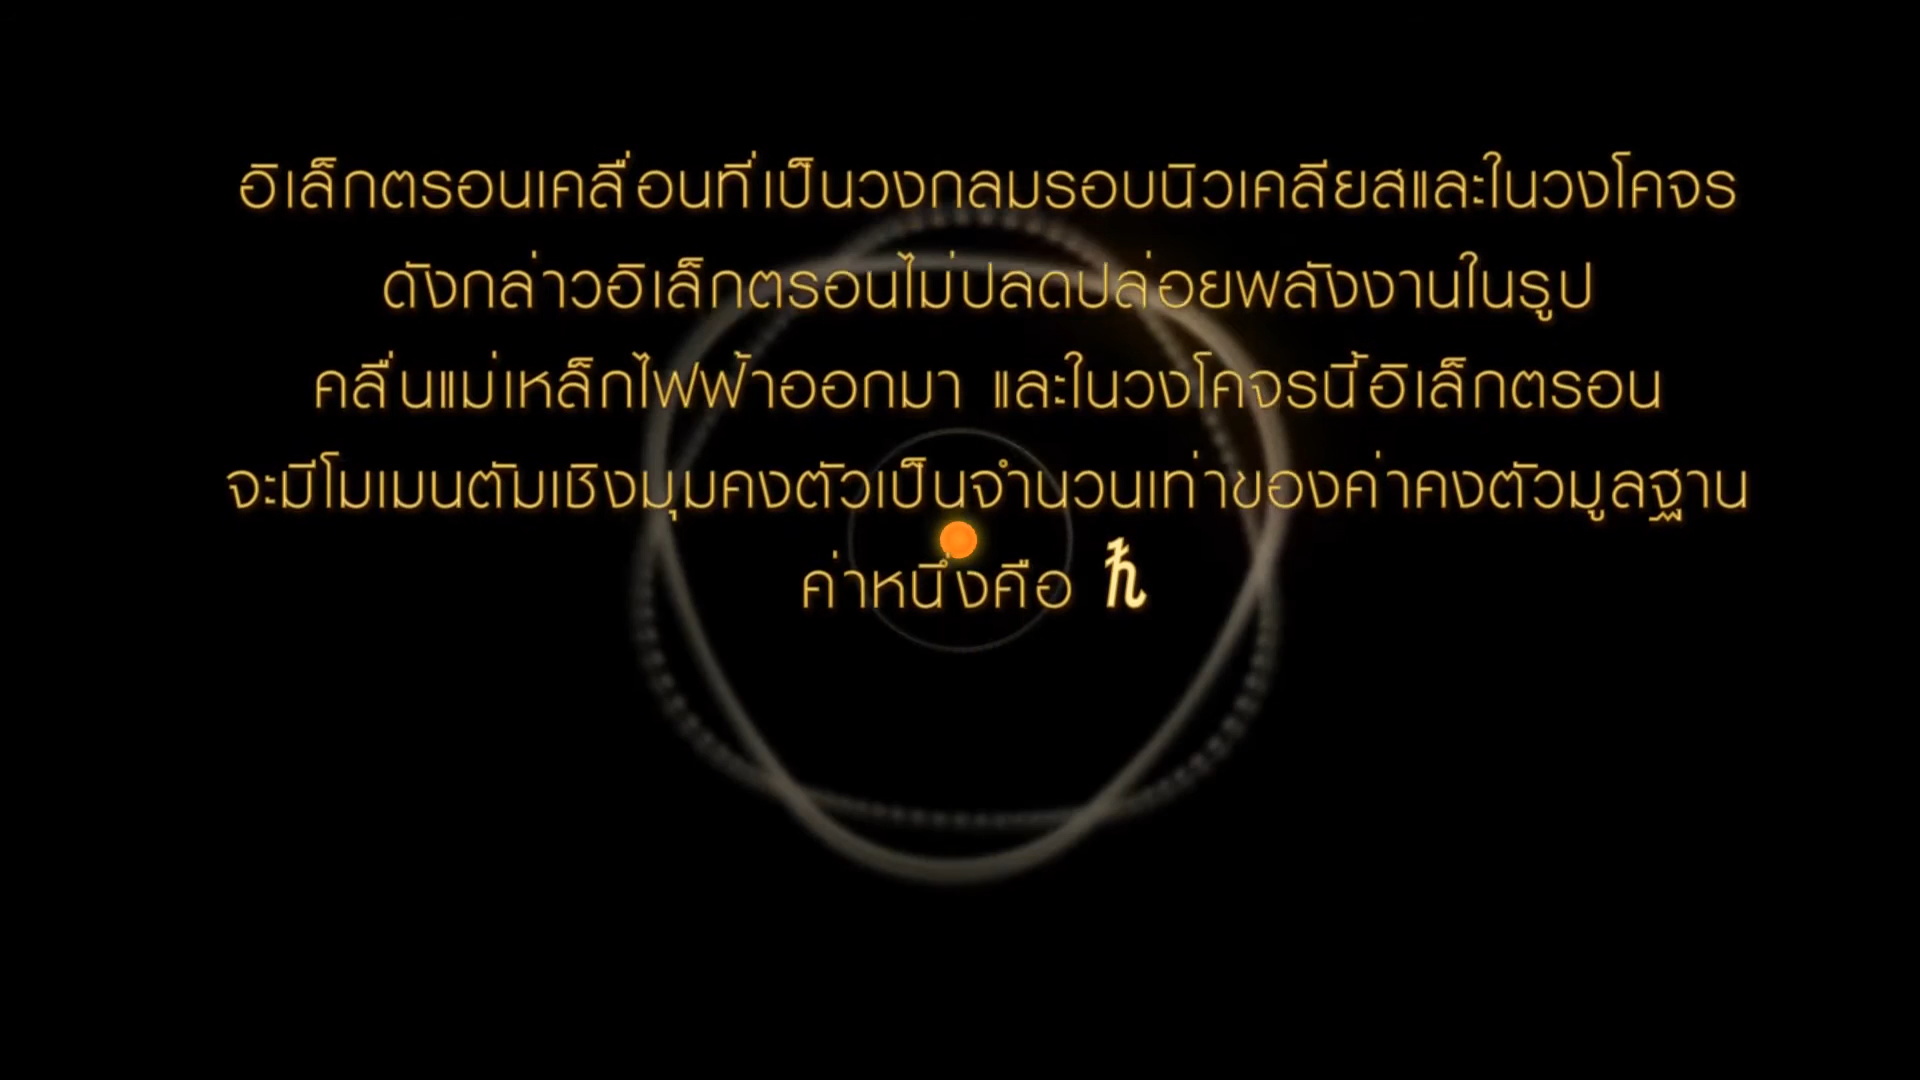 อิเล็กตรอนเคลื่อนที่เป็นวงกลมรอบนิวเคลียสและในวงโคจร
ดังกล่าวอิเล็กตรอนไม่ปลดปล่อยพลังงานในรูป
คลื่นแม่เหล็กไฟฟ้าออกมา และในวงโคจรนี้อิเล็กตรอน
จะมีโมเมนตัมเชิงมุมคงตัวเป็นจำนวนเท่าของค่าคงตัวมูลฐาน
ค่าหนึ่งคือ ħ